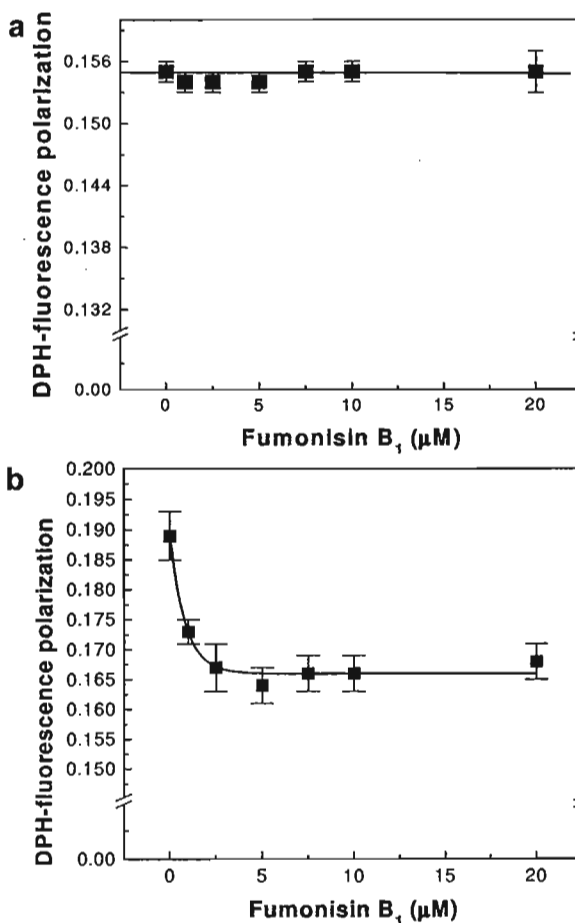 a
DPH-fluorescence polarization
0.156
0.150
0.144
0.138
0.132
0.00
0 5 10 15 20
Fumonisin B₁ (μM)
b
DPH-fluorescence polarization
0.200
0.195
0.190
0.185
0.180
0.175
0.170
0.165
0.160
0.155
0.150
0.00
0 5 10 15 20
Fumonisin B₁ (μM)